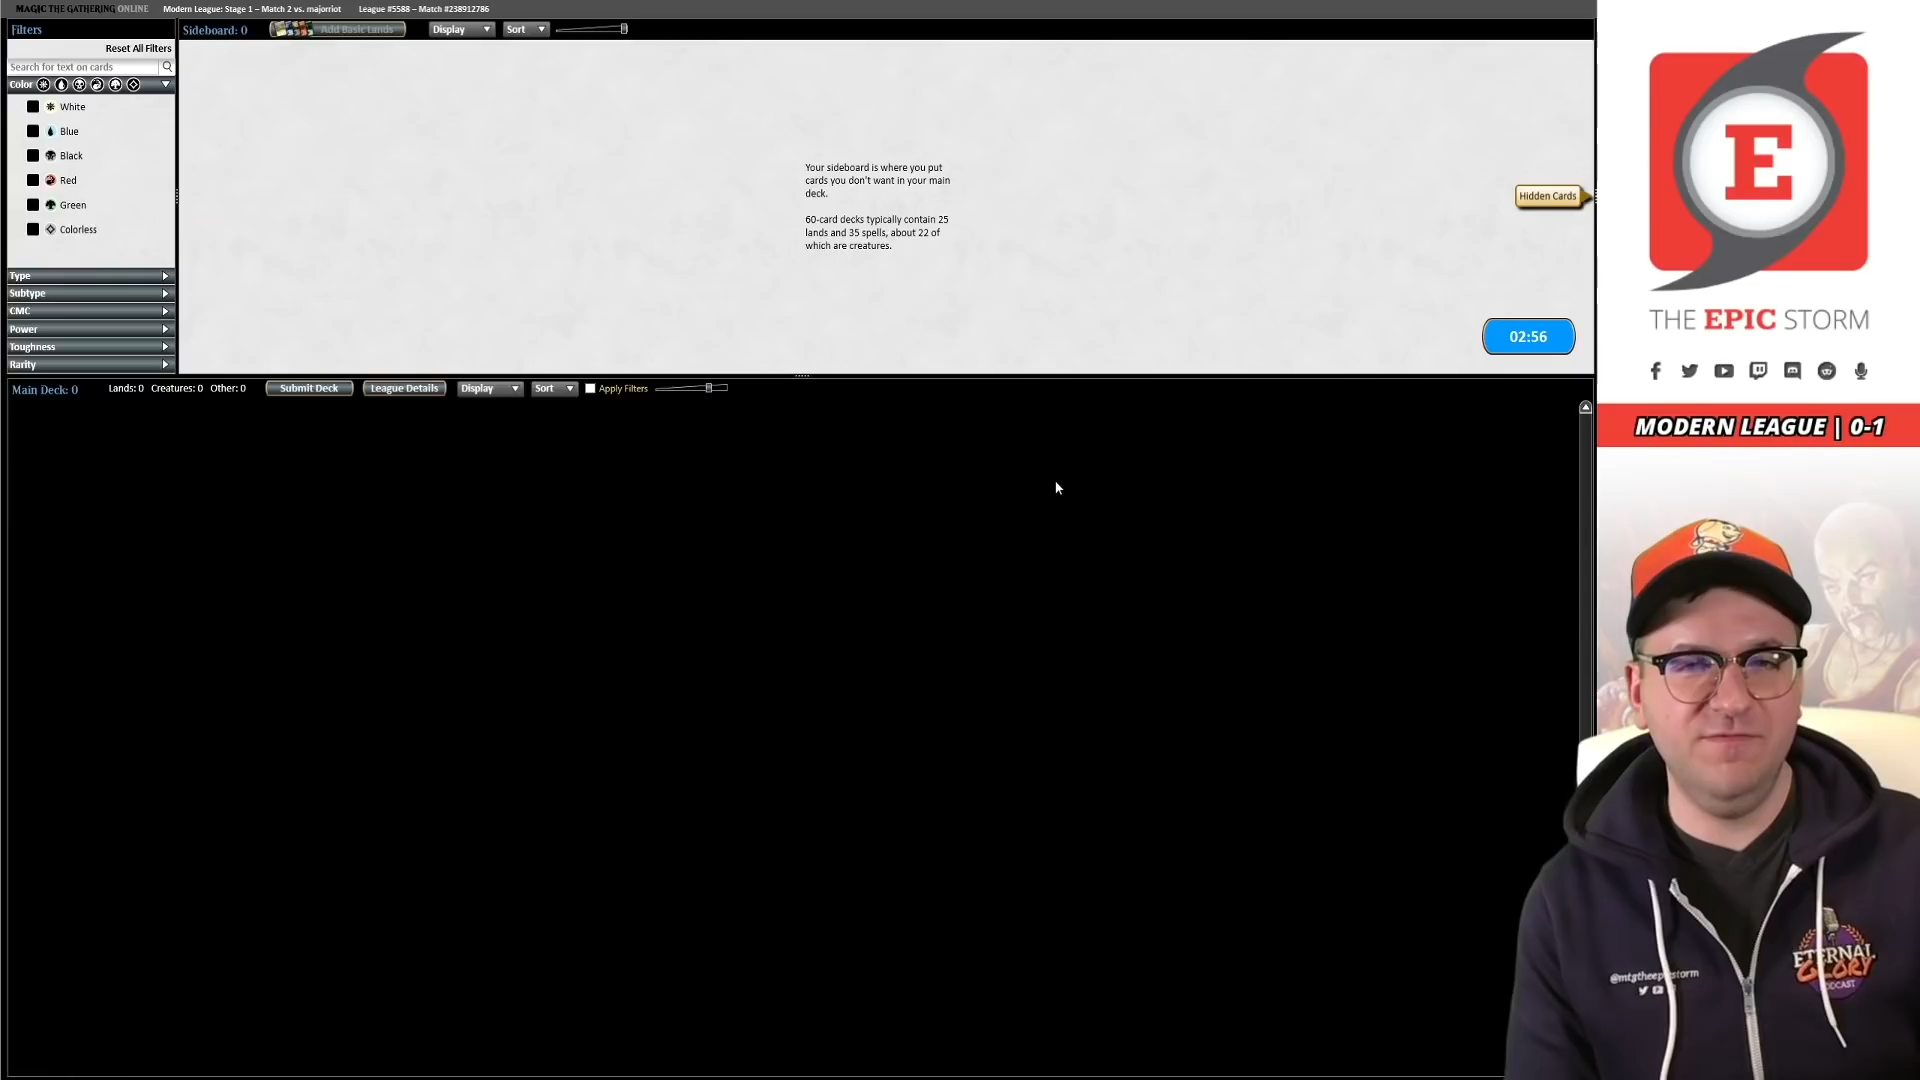 MAGIC THE GATHERING ONLINE Modern League: Stage 1 – Match 2 vs. majorriot League #5588 – Match #238912786
Filters
Sideboard: 0 Add Basic Lands Display Sort
Reset All Filters
Search for text on cards
Color
White
Blue
Black
Red
Green
Colorless
Type
Subtype
CMC
Power
Toughness
Rarity
Your sideboard is where you put
cards you don't want in your main
deck.
60-card decks typically contain 25
lands and 35 spells, about 22 of
which are creatures.
Hidden Cards
02:56
Main Deck: 0 Lands: 0 Creatures: 0 Other: 0 Submit Deck League Details Display Sort Apply Filters
E
THE EPIC STORM
MODERN LEAGUE | 0-1
ETERNAL
GLORY
PODCAST
@mtgtheepicstorm